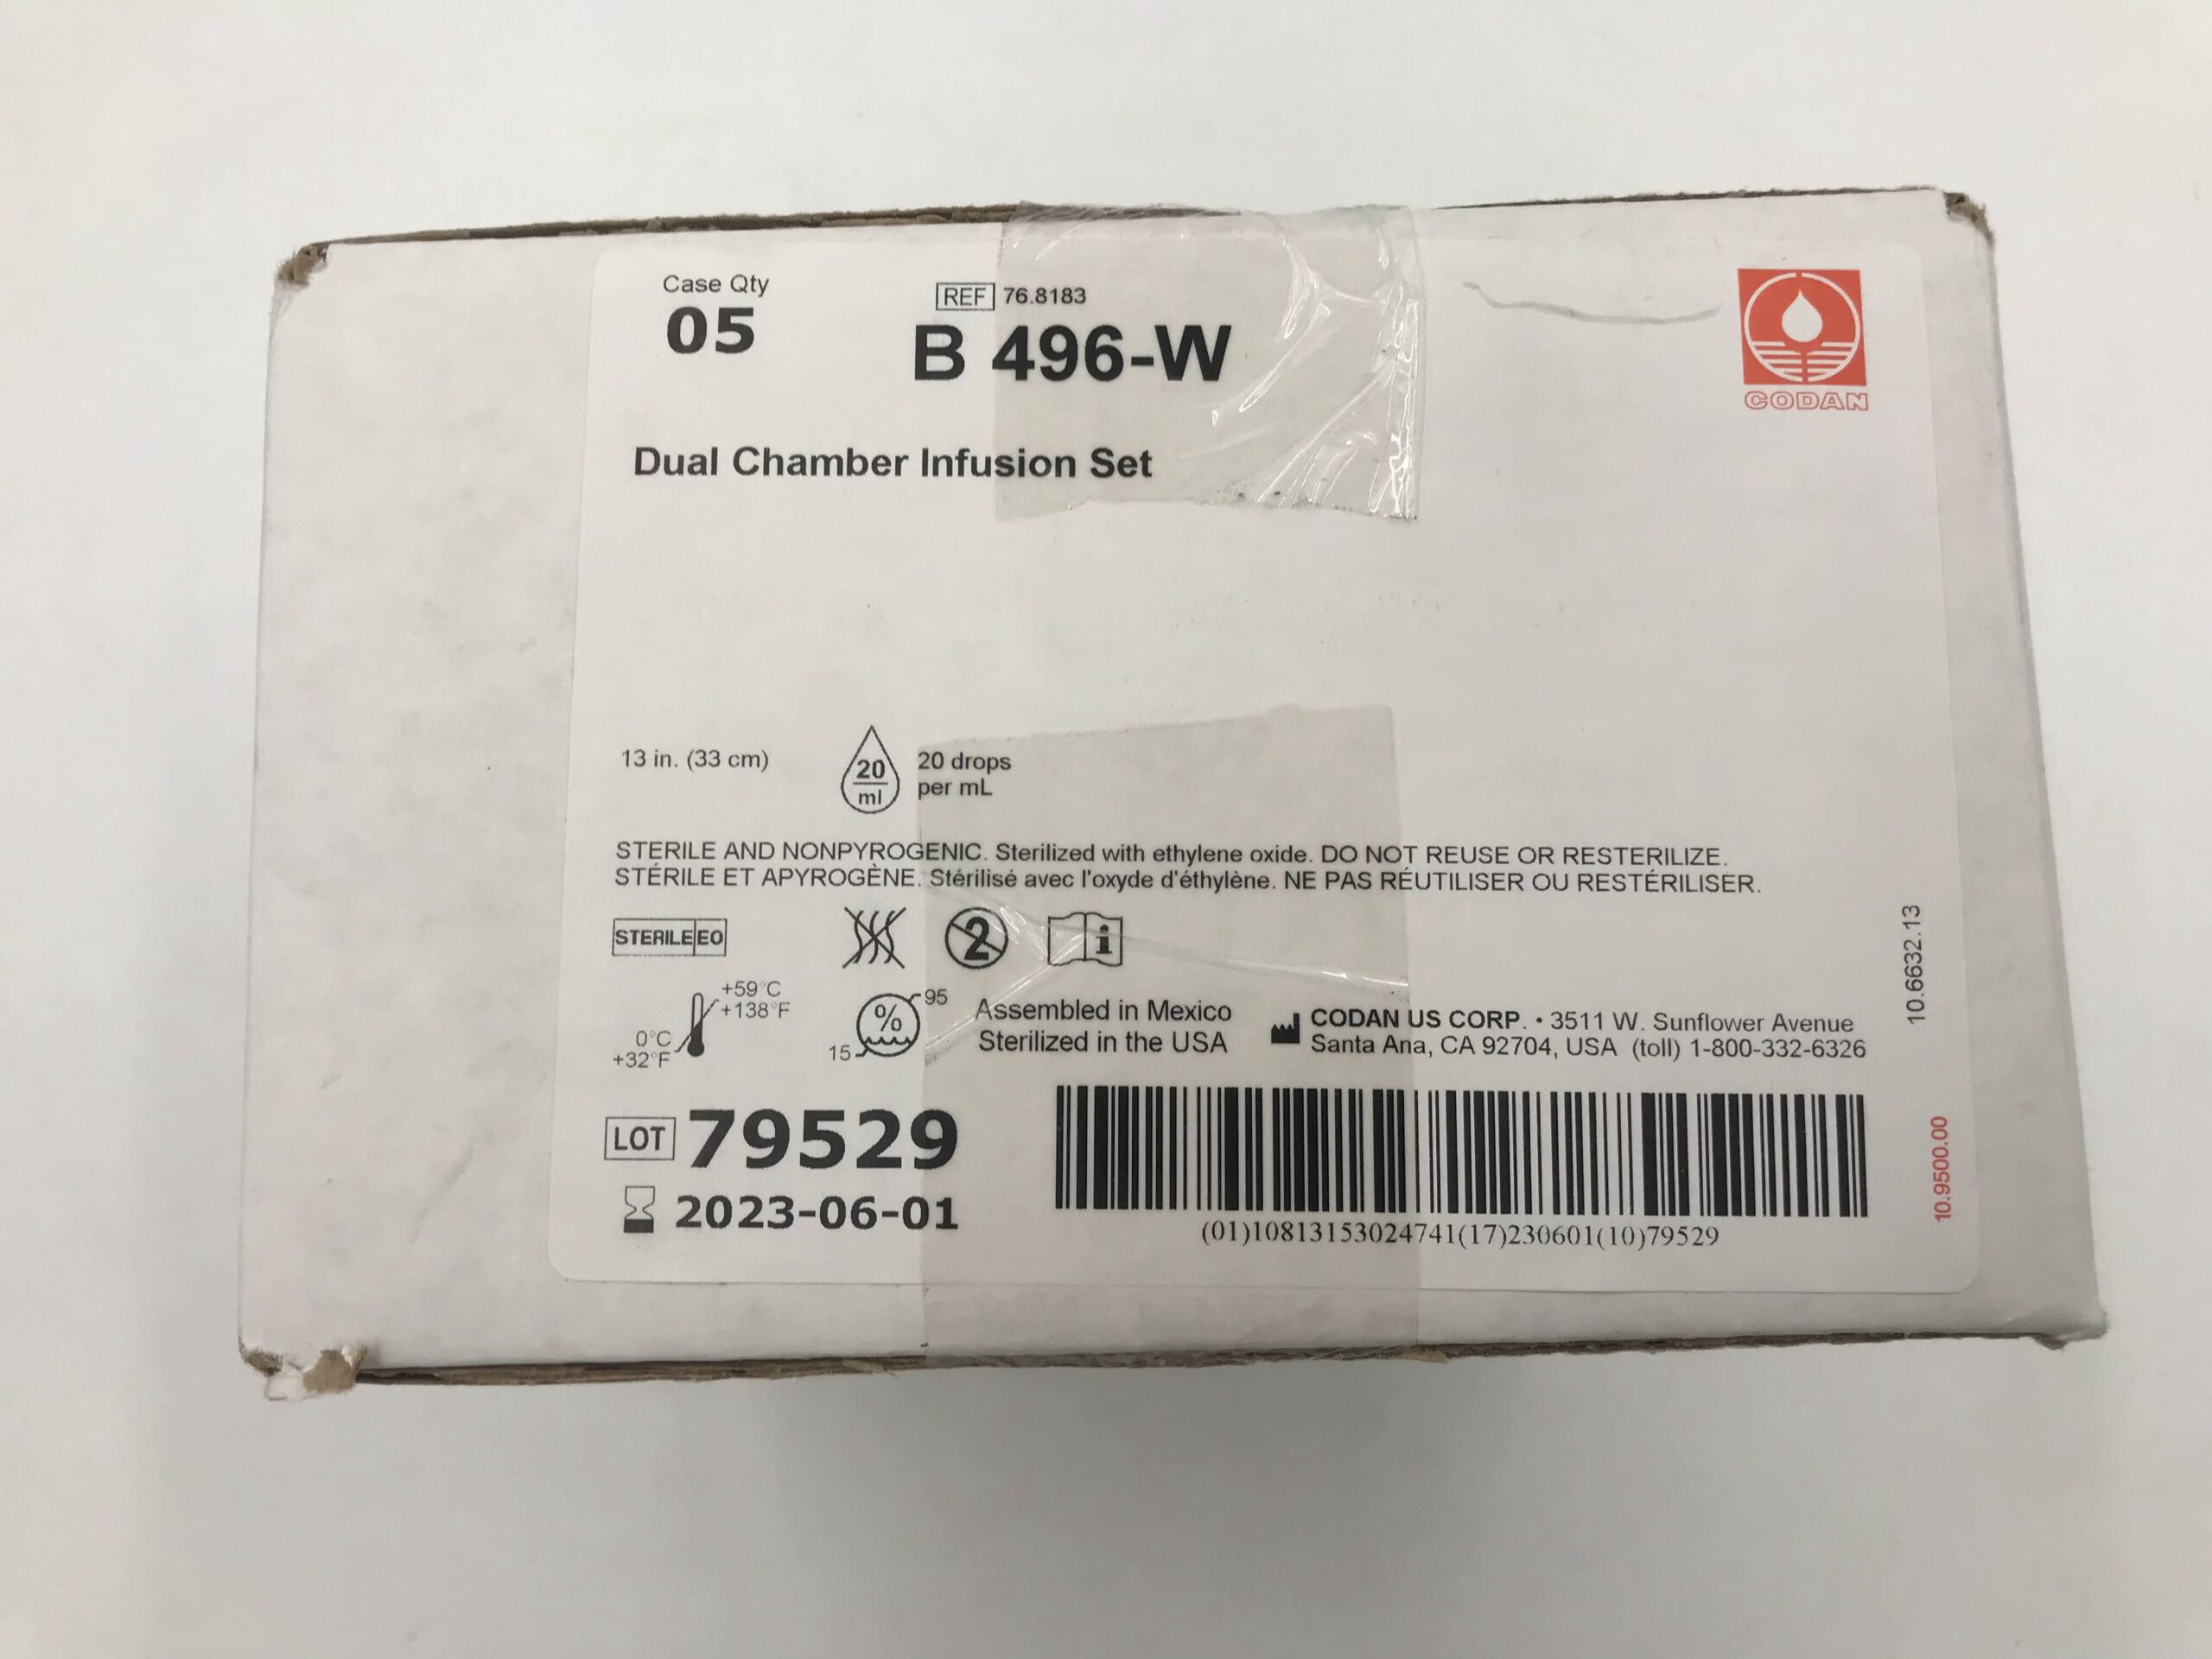 Case Qty
05
REF 76.8183
B 496-W
CODAN
Dual Chamber Infusion Set
13 in. (33 cm)
20
ml
20 drops
per mL
STERILE AND NONPYROGENIC. Sterilized with ethylene oxide. DO NOT REUSE OR RESTERILIZE.
STÉRILE ET APYROGÈNE. Stérilisé avec l'oxyde d'éthylène. NE PAS RÉUTILISER OU RESTÉRILISER.
STERILE EO
2
i
+59°C
+138°F
0°C
+32°F
%
95
15
Assembled in Mexico
Sterilized in the USA
CODAN US CORP. • 3511 W. Sunflower Avenue
Santa Ana, CA 92704, USA (toll) 1-800-332-6326
10.6632.13
LOT 79529
2023-06-01
(01)10813153024741(17)230601(10)79529
10.9500.00